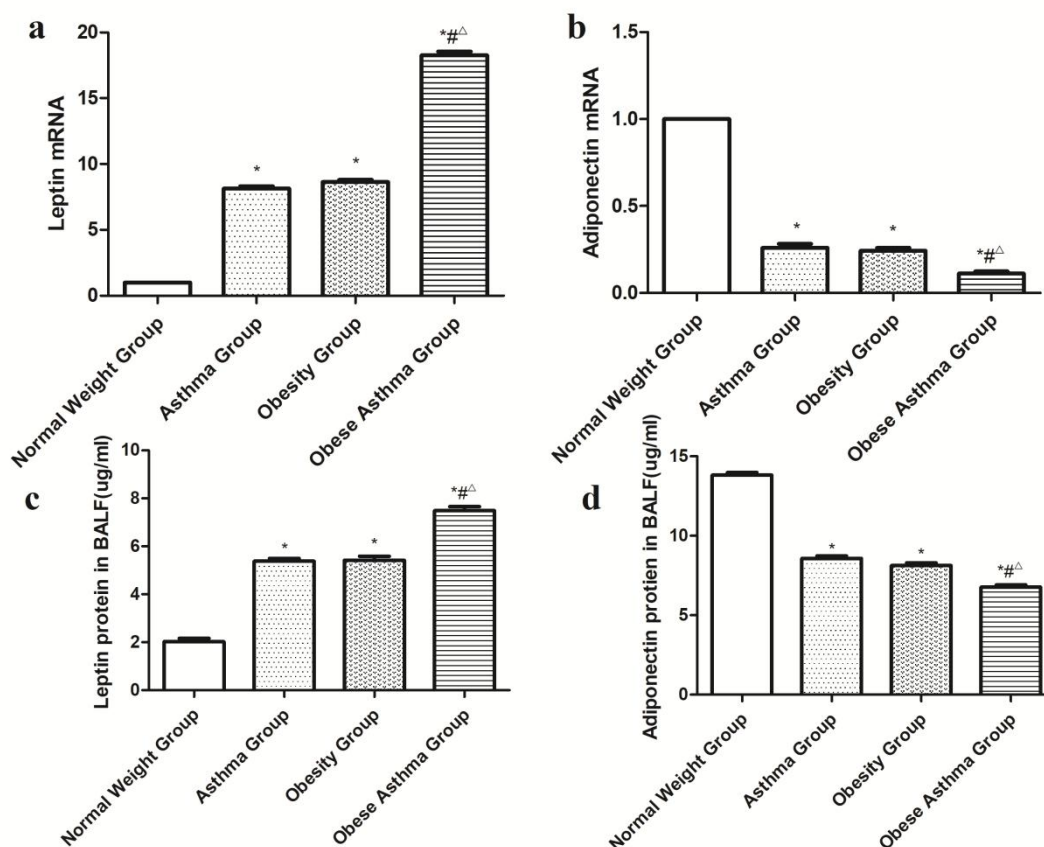 a
Leptin mRNA
20
15
10
5
0
*
*
*#△
Normal Weight Group
Asthma Group
Obesity Group
Obese Asthma Group
b
Adiponectin mRNA
1.5
1.0
0.5
0.0
*
*
*#△
Normal Weight Group
Asthma Group
Obesity Group
Obese Asthma Group
c
Leptin protein in BALF(ug/ml)
10
8
6
4
2
0
*
*
*#△
Normal Weight Group
Asthma Group
Obesity Group
Obese Asthma Group
d
Adiponectin protien in BALF(ug/ml)
15
10
5
0
*
*
*#△
Normal Weight Group
Asthma Group
Obesity Group
Obese Asthma Group